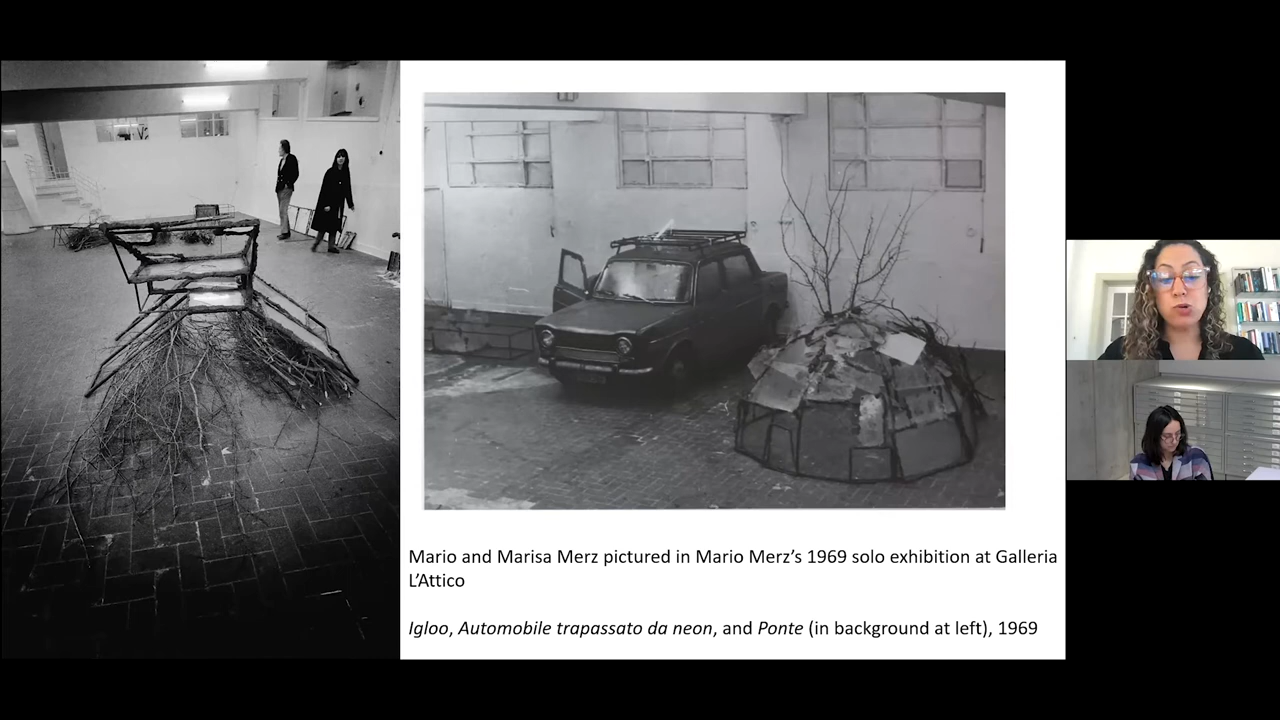 Mario and Marisa Merz pictured in Mario Merz’s 1969 solo exhibition at Galleria
L’Attico
Igloo, Automobile trapassato da neon, and Ponte (in background at left), 1969